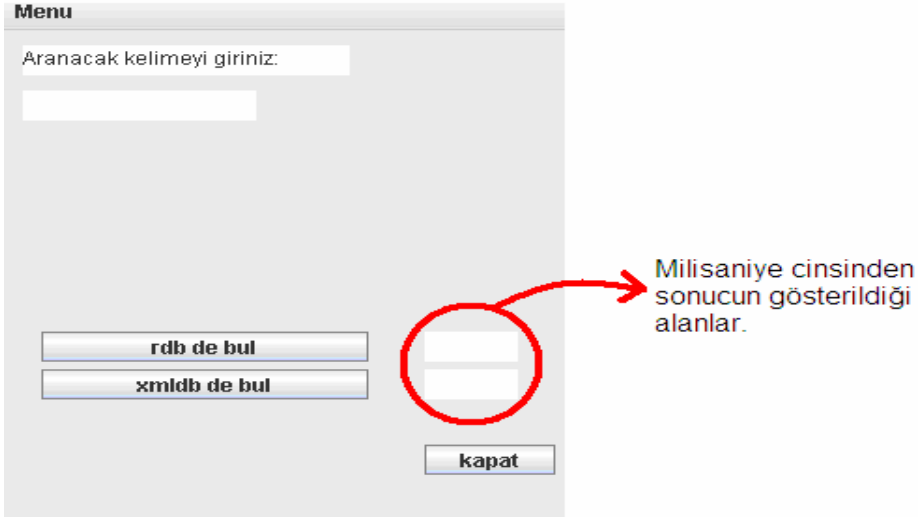 Menu
Aranacak kelimeyi giriniz:
Milisaniye cinsinden
sonucun gösterildiği
alanlar.
rdb de bul
xmldb de bul
kapat